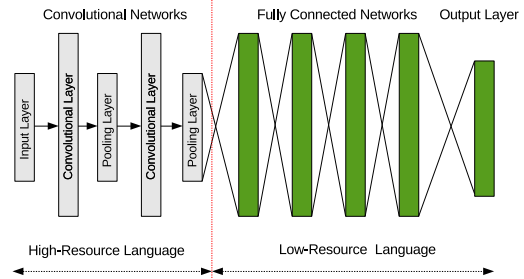 Convolutional Networks
Fully Connected Networks
Output Layer
Input Layer
Convolutional Layer
Pooling Layer
Convolutional Layer
Pooling Layer
High-Resource Language
Low-Resource Language